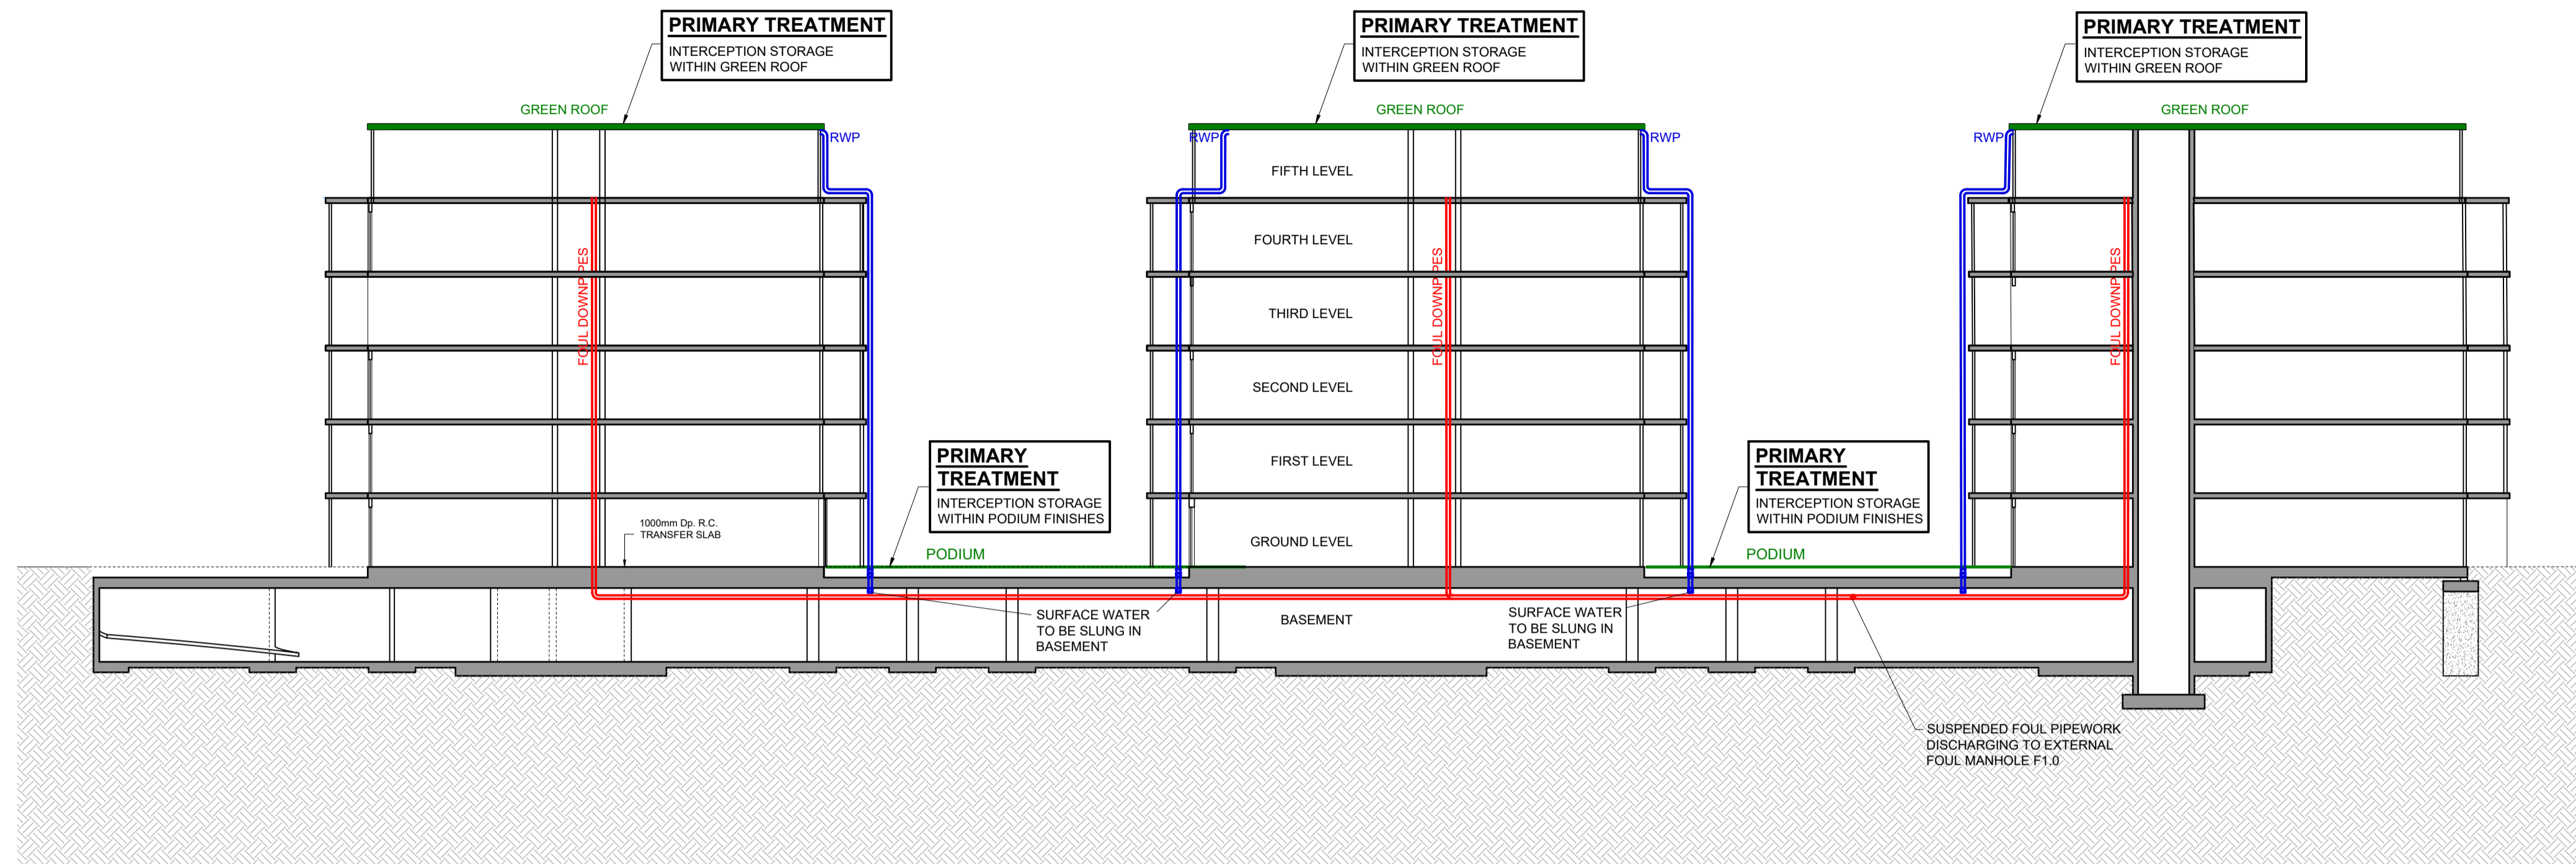 PRIMARY TREATMENT
INTERCEPTION STORAGE
WITHIN GREEN ROOF
PRIMARY TREATMENT
INTERCEPTION STORAGE
WITHIN GREEN ROOF
PRIMARY TREATMENT
INTERCEPTION STORAGE
WITHIN GREEN ROOF
GREEN ROOF
GREEN ROOF
GREEN ROOF
RWP
RWP
RWP
RWP
FIFTH LEVEL
FOURTH LEVEL
THIRD LEVEL
SECOND LEVEL
FIRST LEVEL
GROUND LEVEL
BASEMENT
FOUL DOWNPIPES
FOUL DOWNPIPES
FOUL DOWNPIPES
PRIMARY
TREATMENT
INTERCEPTION STORAGE
WITHIN PODIUM FINISHES
PRIMARY
TREATMENT
INTERCEPTION STORAGE
WITHIN PODIUM FINISHES
1000mm Dp. R.C.
TRANSFER SLAB
PODIUM
PODIUM
SURFACE WATER
TO BE SLUNG IN
BASEMENT
SURFACE WATER
TO BE SLUNG IN
BASEMENT
SUSPENDED FOUL PIPEWORK
DISCHARGING TO EXTERNAL
FOUL MANHOLE F1.0